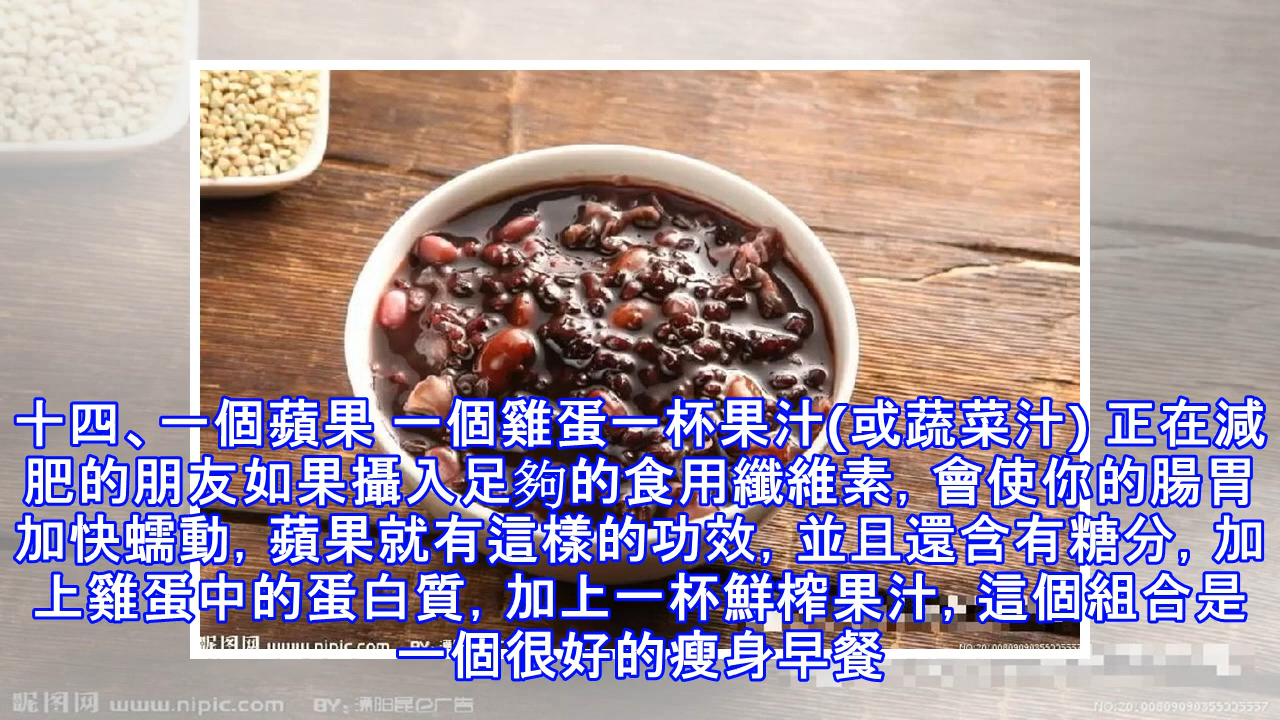 十四、一個蘋果 一個雞蛋一杯果汁(或蔬菜汁) 正在減
肥的朋友如果攝入足夠的食用纖維素, 會使你的腸胃
加快蠕動, 蘋果就有這樣的功效, 並且還含有糖分, 加
上雞蛋中的蛋白質, 加上一杯鮮榨果汁, 這個組合是
一個很好的瘦身早餐
昵图网 www.nipic.com
昵图网 www.nipic.com BY: